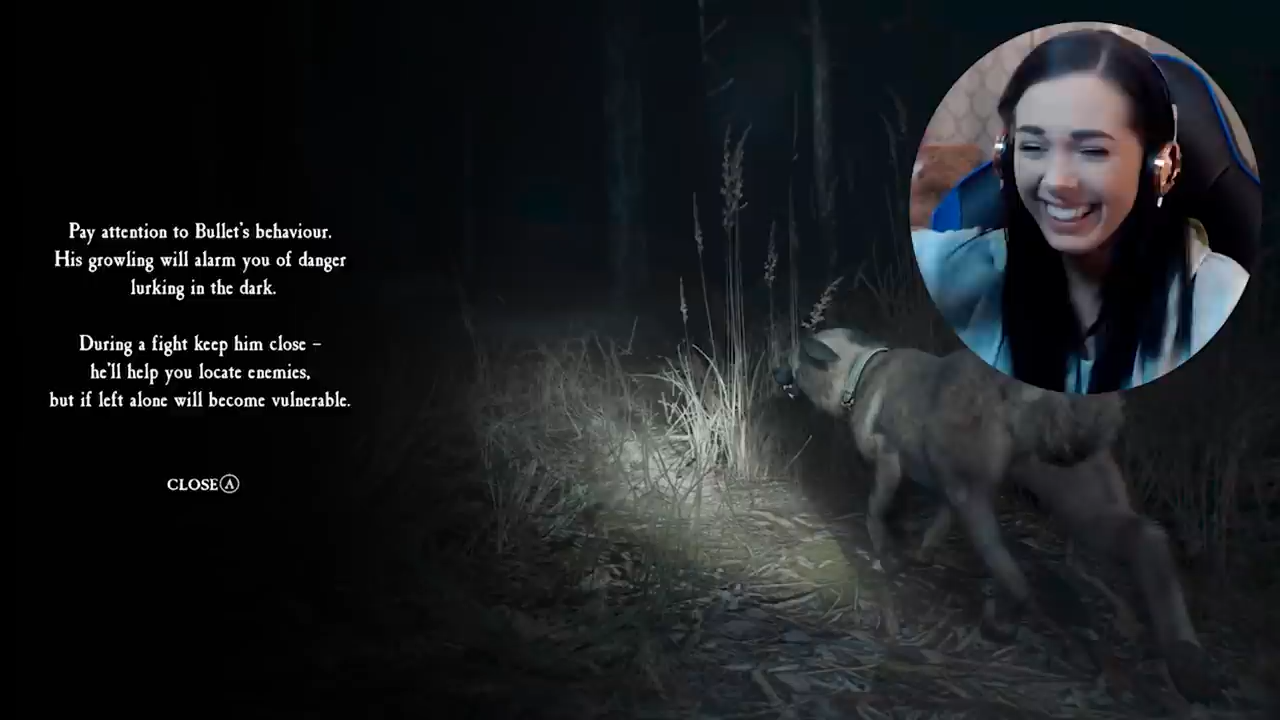 Pay attention to Bullet's behaviour.
His growling will alarm you of danger
lurking in the dark.
During a fight keep him close –
he'll help you locate enemies,
but if left alone will become vulnerable.
CLOSE Ⓐ